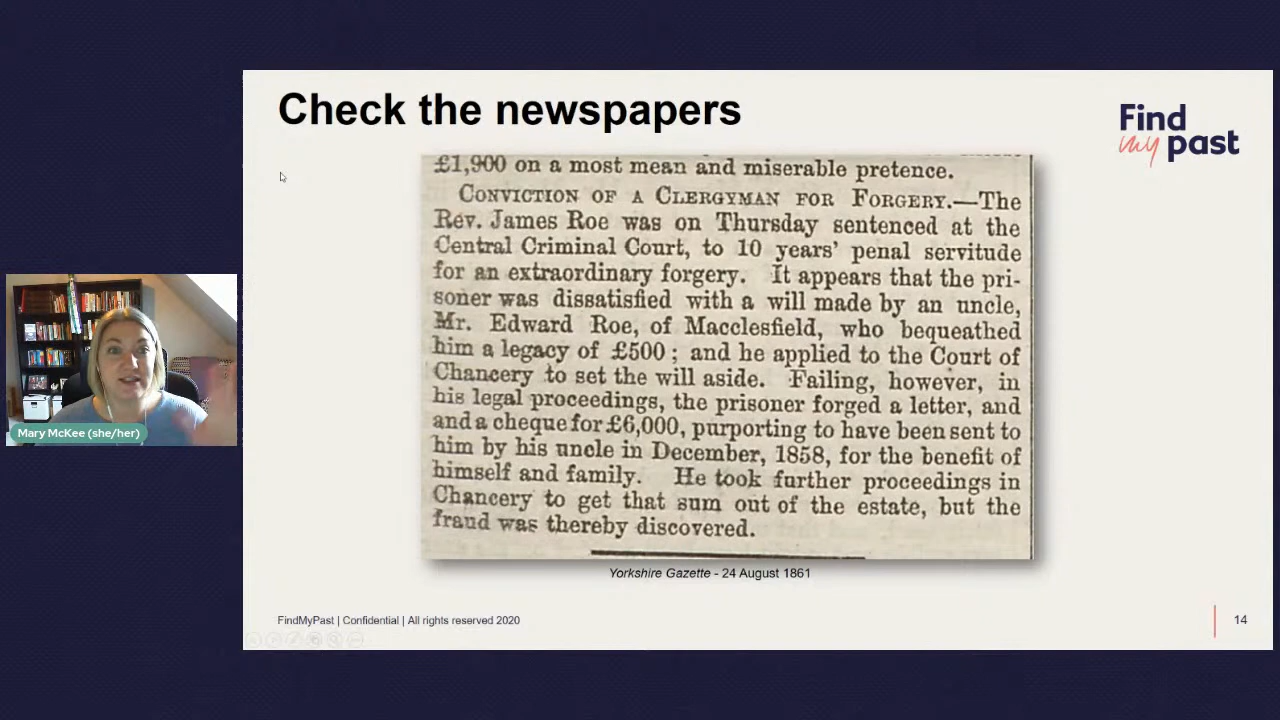 Check the newspapers
Find
my past
£1,900 on a most mean and miserable pretence.
CONVICTION OF A CLERGYMAN FOR FORGERY.—The
Rev. James Roe was on Thursday sentenced at the
Central Criminal Court, to 10 years' penal servitude
for an extraordinary forgery. It appears that the pri-
soner was dissatisfied with a will made by an uncle,
Mr. Edward Roe, of Macclesfield, who bequeathed
him a legacy of £500; and he applied to the Court of
Chancery to set the will aside. Failing, however, in
his legal proceedings, the prisoner forged a letter, and
and a cheque for £6,000, purporting to have been sent to
him by his uncle in December, 1858, for the benefit of
himself and family. He took further proceedings in
Chancery to get that sum out of the estate, but the
fraud was thereby discovered.
Yorkshire Gazette - 24 August 1861
Mary McKee (she/her)
FindMyPast | Confidential | All rights reserved 2020
14